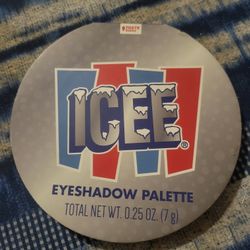 ICEE®
EYESHADOW PALETTE
TOTAL NET WT. 0.25 OZ. (7 g)